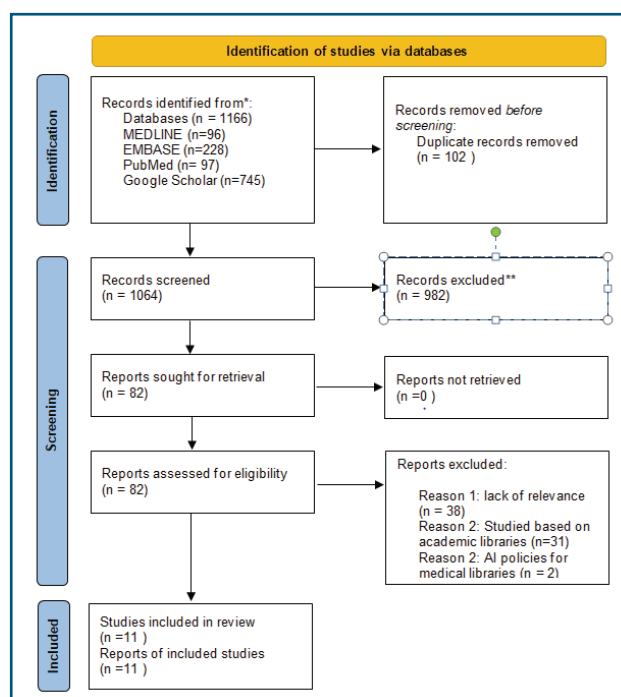 Identification of studies via databases
Identification
Records identified from*:
Databases (n = 1166)
MEDLINE (n=96)
EMBASE (n=228)
PubMed (n= 97)
Google Scholar (n=745)
Records removed before
screening:
Duplicate records removed
(n = 102 )
Screening
Records screened
(n = 1064)
Records excluded**
(n = 982)
Reports sought for retrieval
(n = 82)
Reports not retrieved
(n =0 )
Reports assessed for eligibility
(n = 82)
Reports excluded:
Reason 1: lack of relevance
(n = 38)
Reason 2: Studied based on
academic libraries (n=31)
Reason 2: AI policies for
medical libraries (n = 2)
Included
Studies included in review
(n =11 )
Reports of included studies
(n =11 )